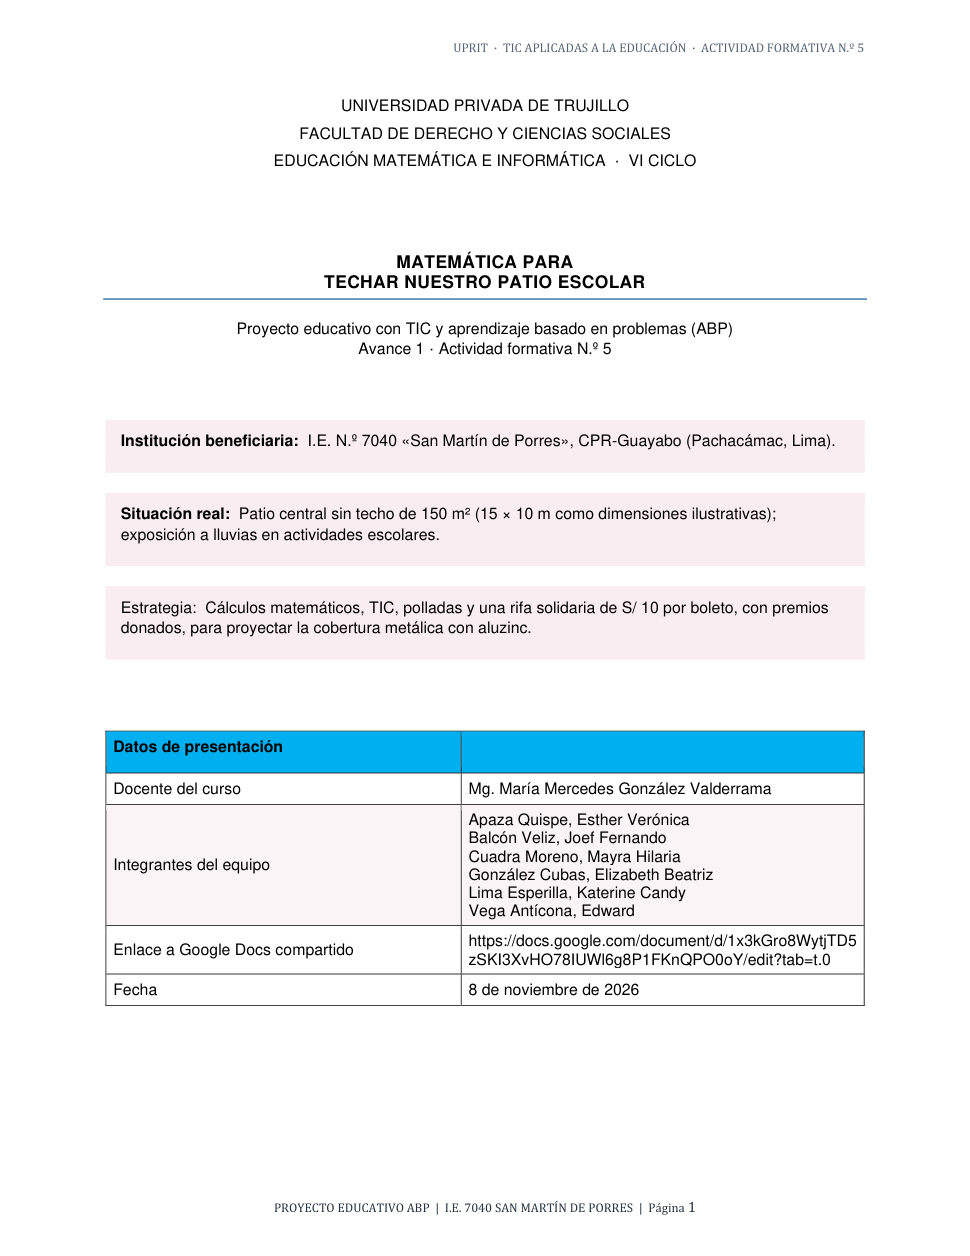 UPRIT · TIC APLICADAS A LA EDUCACIÓN · ACTIVIDAD FORMATIVA N.º 5
UNIVERSIDAD PRIVADA DE TRUJILLO
FACULTAD DE DERECHO Y CIENCIAS SOCIALES
EDUCACIÓN MATEMÁTICA E INFORMÁTICA · VI CICLO
MATEMÁTICA PARA
TECHAR NUESTRO PATIO ESCOLAR
Proyecto educativo con TIC y aprendizaje basado en problemas (ABP)
Avance 1 · Actividad formativa N.º 5
Institución beneficiaria: I.E. N.º 7040 «San Martín de Porres», CPR-Guayabo (Pachacámac, Lima).
Situación real: Patio central sin techo de 150 m² (15 × 10 m como dimensiones ilustrativas);
exposición a lluvias en actividades escolares.
Estrategia: Cálculos matemáticos, TIC, polladas y una rifa solidaria de S/ 10 por boleto, con premios
donados, para proyectar la cobertura metálica con aluzinc.
Datos de presentación
Docente del curso
Mg. María Mercedes González Valderrama
Integrantes del equipo
Apaza Quispe, Esther Verónica
Balcón Veliz, Joef Fernando
Cuadra Moreno, Mayra Hilaria
González Cubas, Elizabeth Beatriz
Lima Esperilla, Katerine Candy
Vega Antícona, Edward
Enlace a Google Docs compartido
https://docs.google.com/document/d/1x3kGro8WytjTD5
zSKI3XvHO78IUWl6g8P1FKnQPO0oY/edit?tab=t.0
Fecha
8 de noviembre de 2026
PROYECTO EDUCATIVO ABP | I.E. 7040 SAN MARTÍN DE PORRES | Página 1